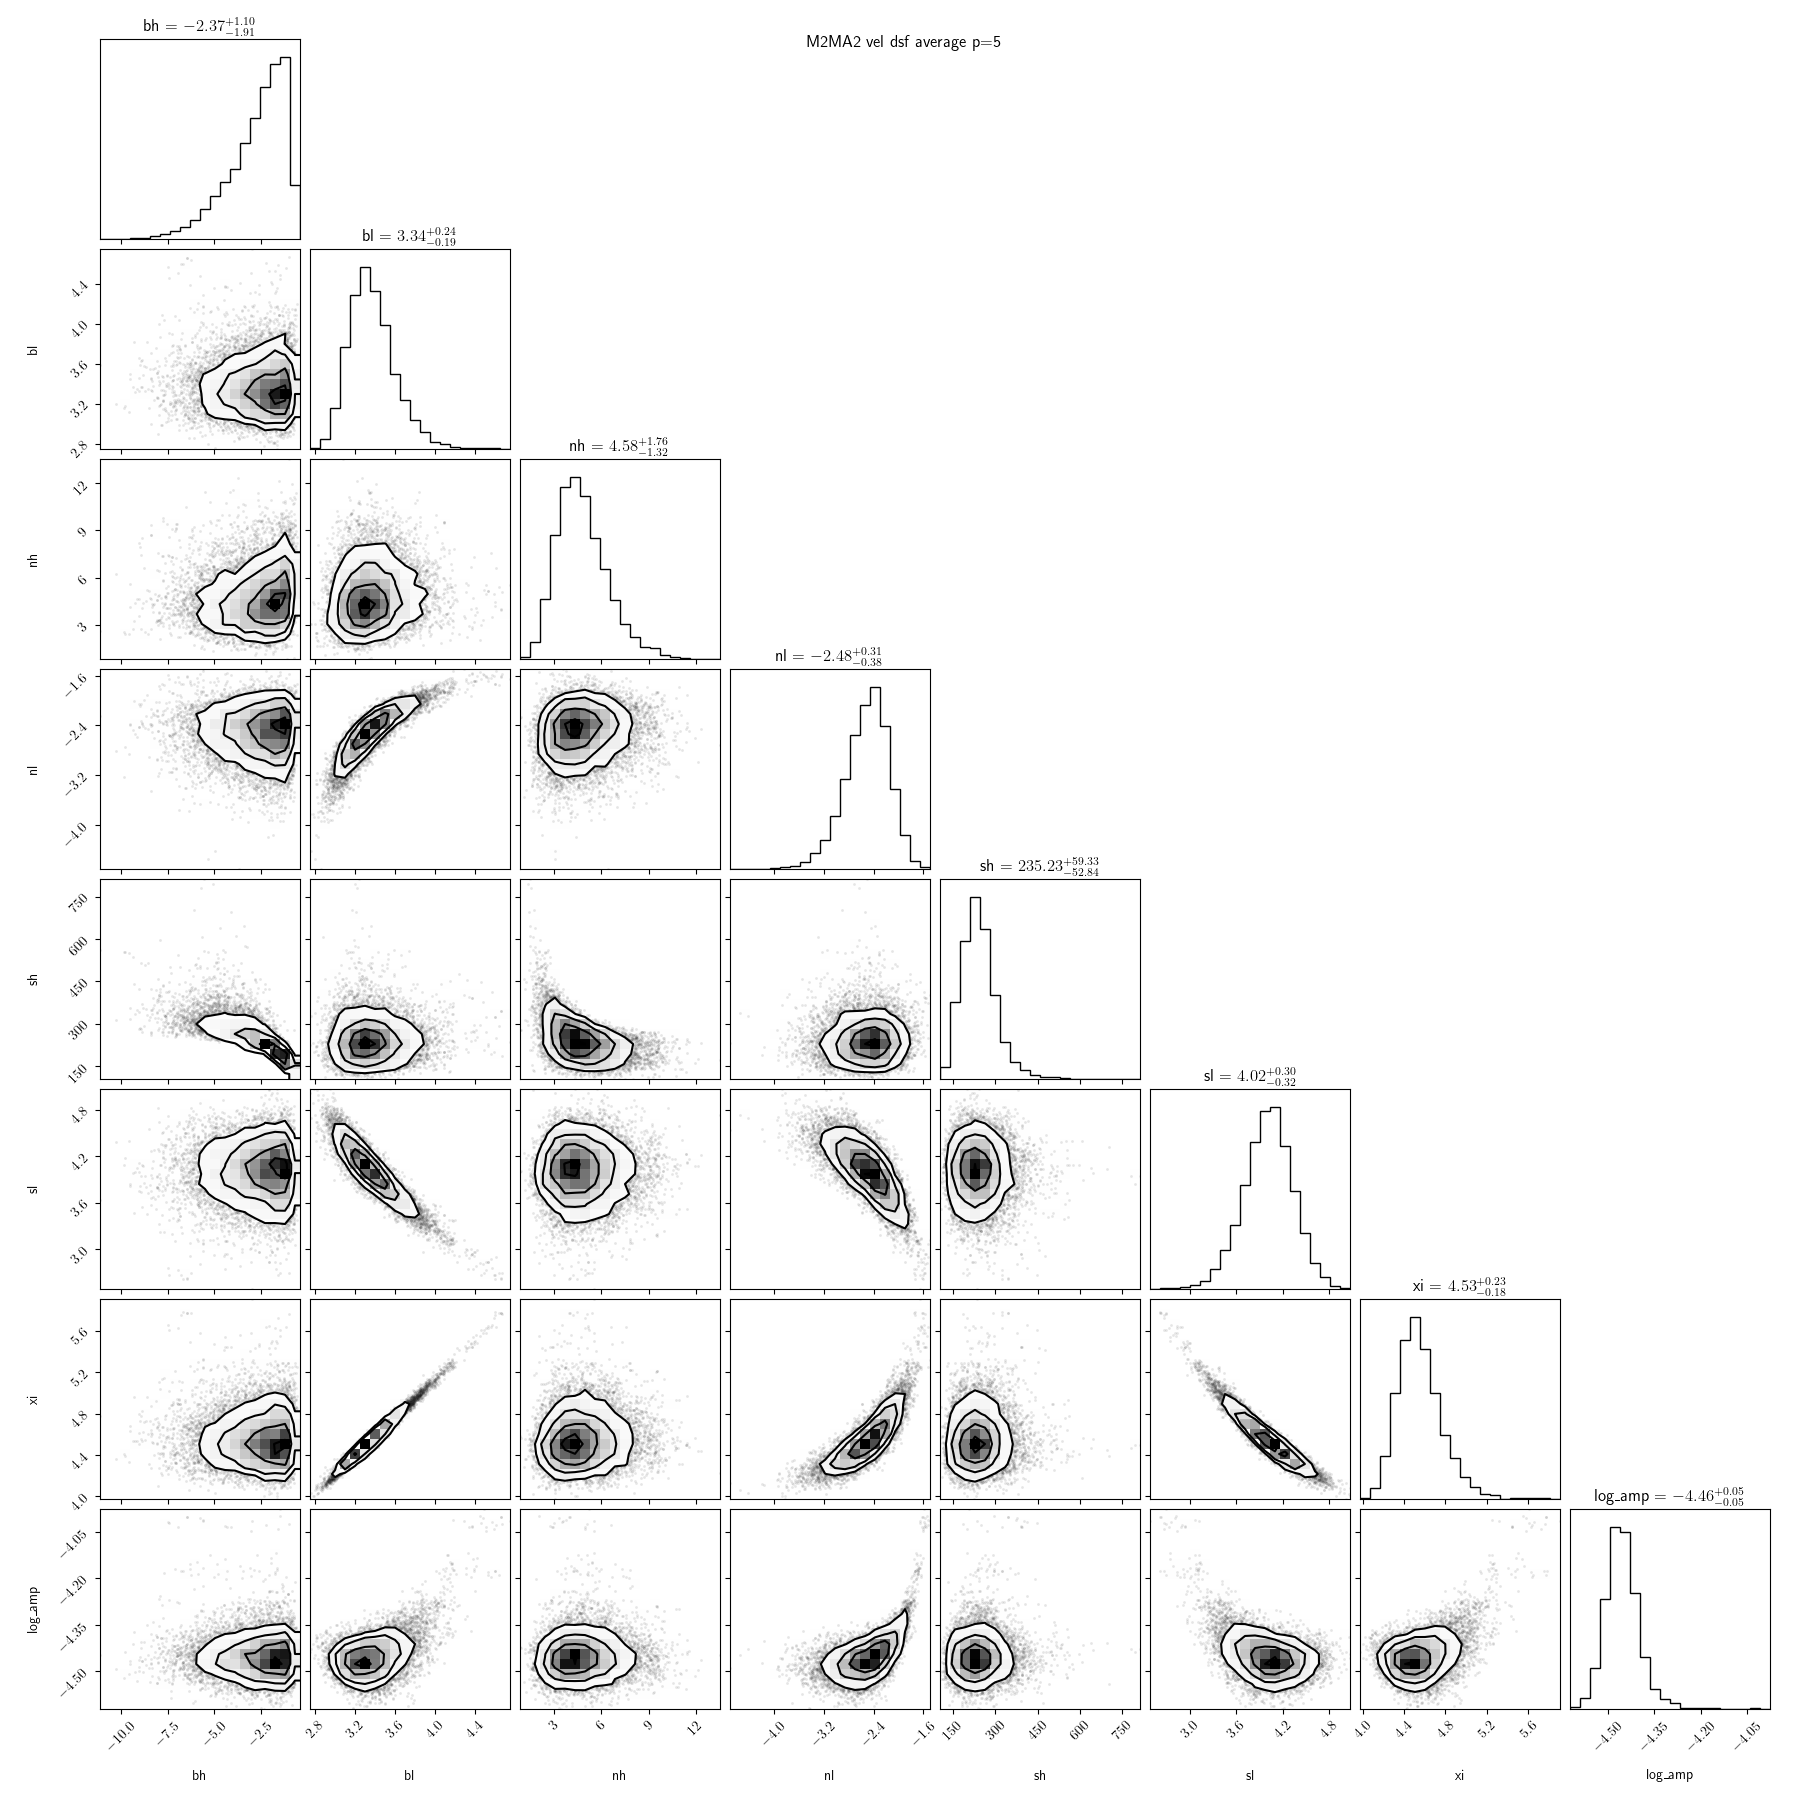 bh = −2.37 +1.10 −1.91
M2MA2 vel dsf average p=5
bl = 3.34 +0.24 −0.19
bl
4.4
4.0
3.6
3.2
2.8
nh = 4.58 +1.76 −1.32
nh
12
9
6
3
nl = −2.48 +0.31 −0.38
nl
−1.6
−2.4
−3.2
−4.0
sh = 235.23 +59.33 −52.84
sh
750
600
450
300
150
sl = 4.02 +0.30 −0.32
sl
4.8
4.2
3.6
3.0
xi = 4.53 +0.23 −0.18
xi
5.6
5.2
4.8
4.4
4.0
log_amp = −4.46 +0.05 −0.05
log_amp
−4.05
−4.20
−4.35
−4.50
−10.0 −7.5 −5.0 −2.5 2.8 3.2 3.6 4.0 4.4 3 6 9 12 −4.0 −3.2 −2.4 −1.6 150 300 450 600 750 3.0 3.6 4.2 4.8 4.0 4.4 4.8 5.2 5.6 −4.50 −4.35 −4.20 −4.05
bh bl nh nl sh sl xi log_amp